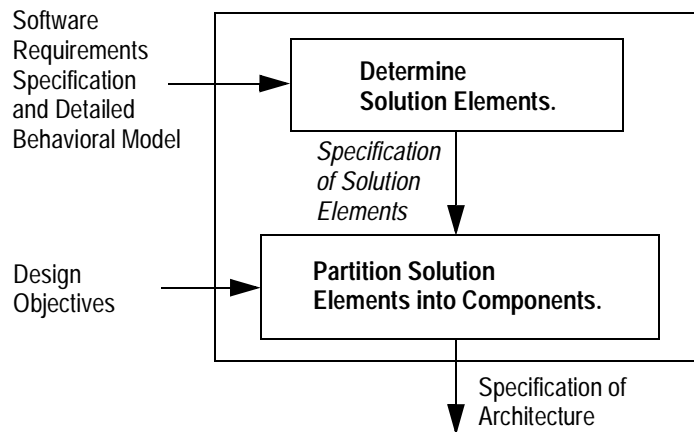 Software
Requirements
Specification
and Detailed
Behavioral Model
Determine
Solution Elements.
Specification
of Solution
Elements
Design
Objectives
Partition Solution
Elements into Components.
Specification of
Architecture